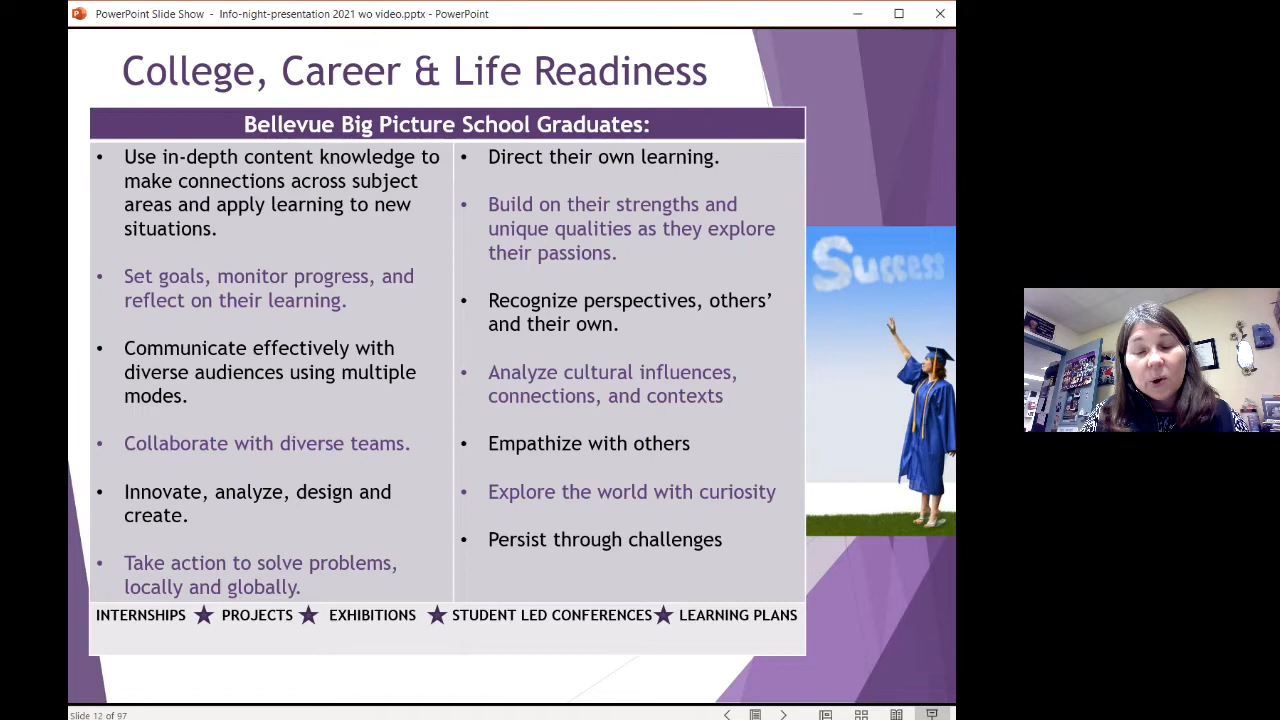 PowerPoint Slide Show - Info-night-presentation 2021 wo video.pptx - PowerPoint
College, Career & Life Readiness
Bellevue Big Picture School Graduates:
• Use in-depth content knowledge to
make connections across subject
areas and apply learning to new
situations.
• Set goals, monitor progress, and
reflect on their learning.
• Communicate effectively with
diverse audiences using multiple
modes.
• Collaborate with diverse teams.
• Innovate, analyze, design and
create.
• Take action to solve problems,
locally and globally.
• Direct their own learning.
• Build on their strengths and
unique qualities as they explore
their passions.
• Recognize perspectives, others’
and their own.
• Analyze cultural influences,
connections, and contexts
• Empathize with others
• Explore the world with curiosity
• Persist through challenges
Success
INTERNSHIPS ★ PROJECTS ★ EXHIBITIONS ★ STUDENT LED CONFERENCES ★ LEARNING PLANS
Slide 12 of 97